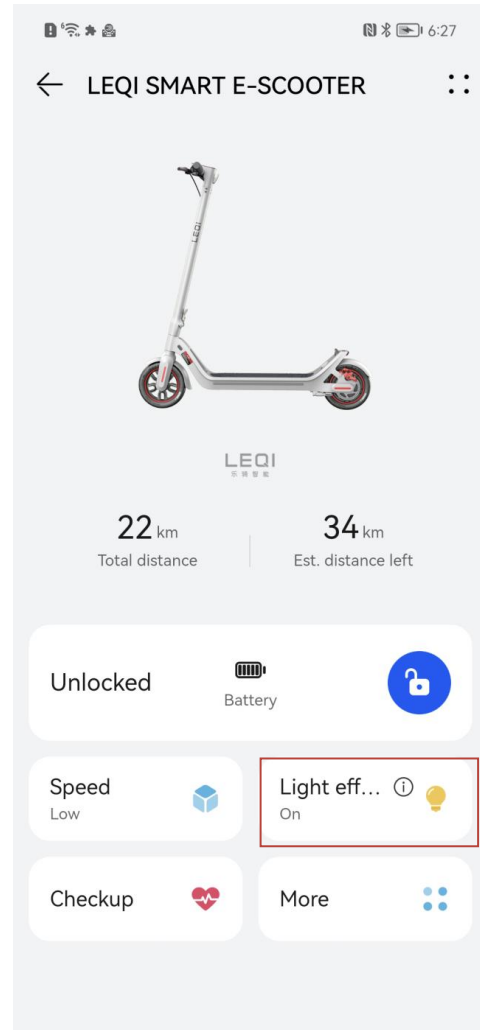 6:27
LEQI SMART E-SCOOTER
LEQI
LEQI
22 km
34 km
Total distance
Est. distance left
Unlocked
Battery
Speed
Low
Light eff...
On
Checkup
More